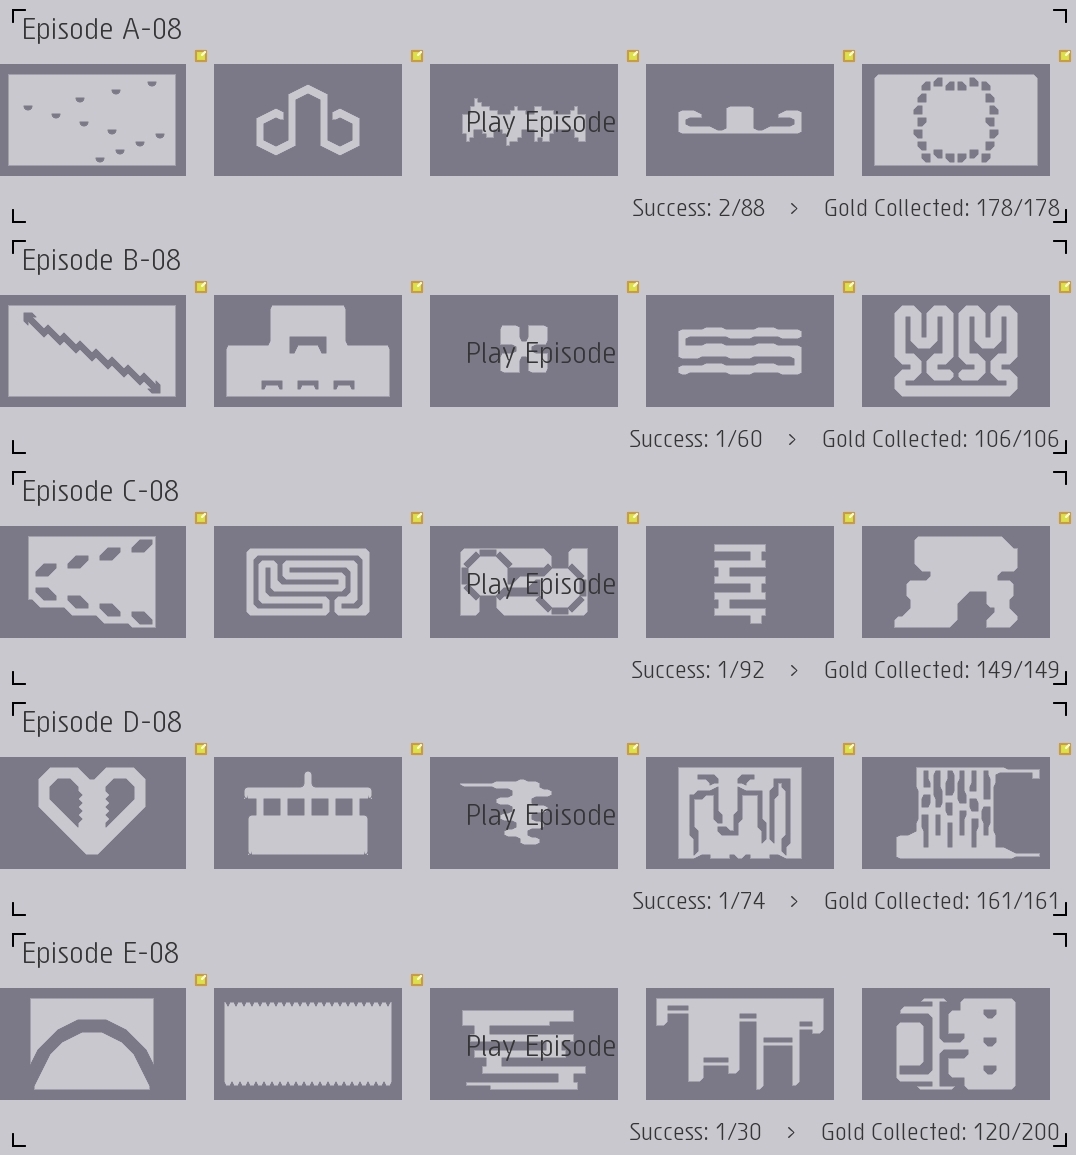 Episode A-08
Play Episode
Success: 2/88 > Gold Collected: 178/178
Episode B-08
Play Episode
Success: 1/60 > Gold Collected: 106/106
Episode C-08
Play Episode
Success: 1/92 > Gold Collected: 149/149
Episode D-08
Play Episode
Success: 1/74 > Gold Collected: 161/161
Episode E-08
Play Episode
Success: 1/30 > Gold Collected: 120/200